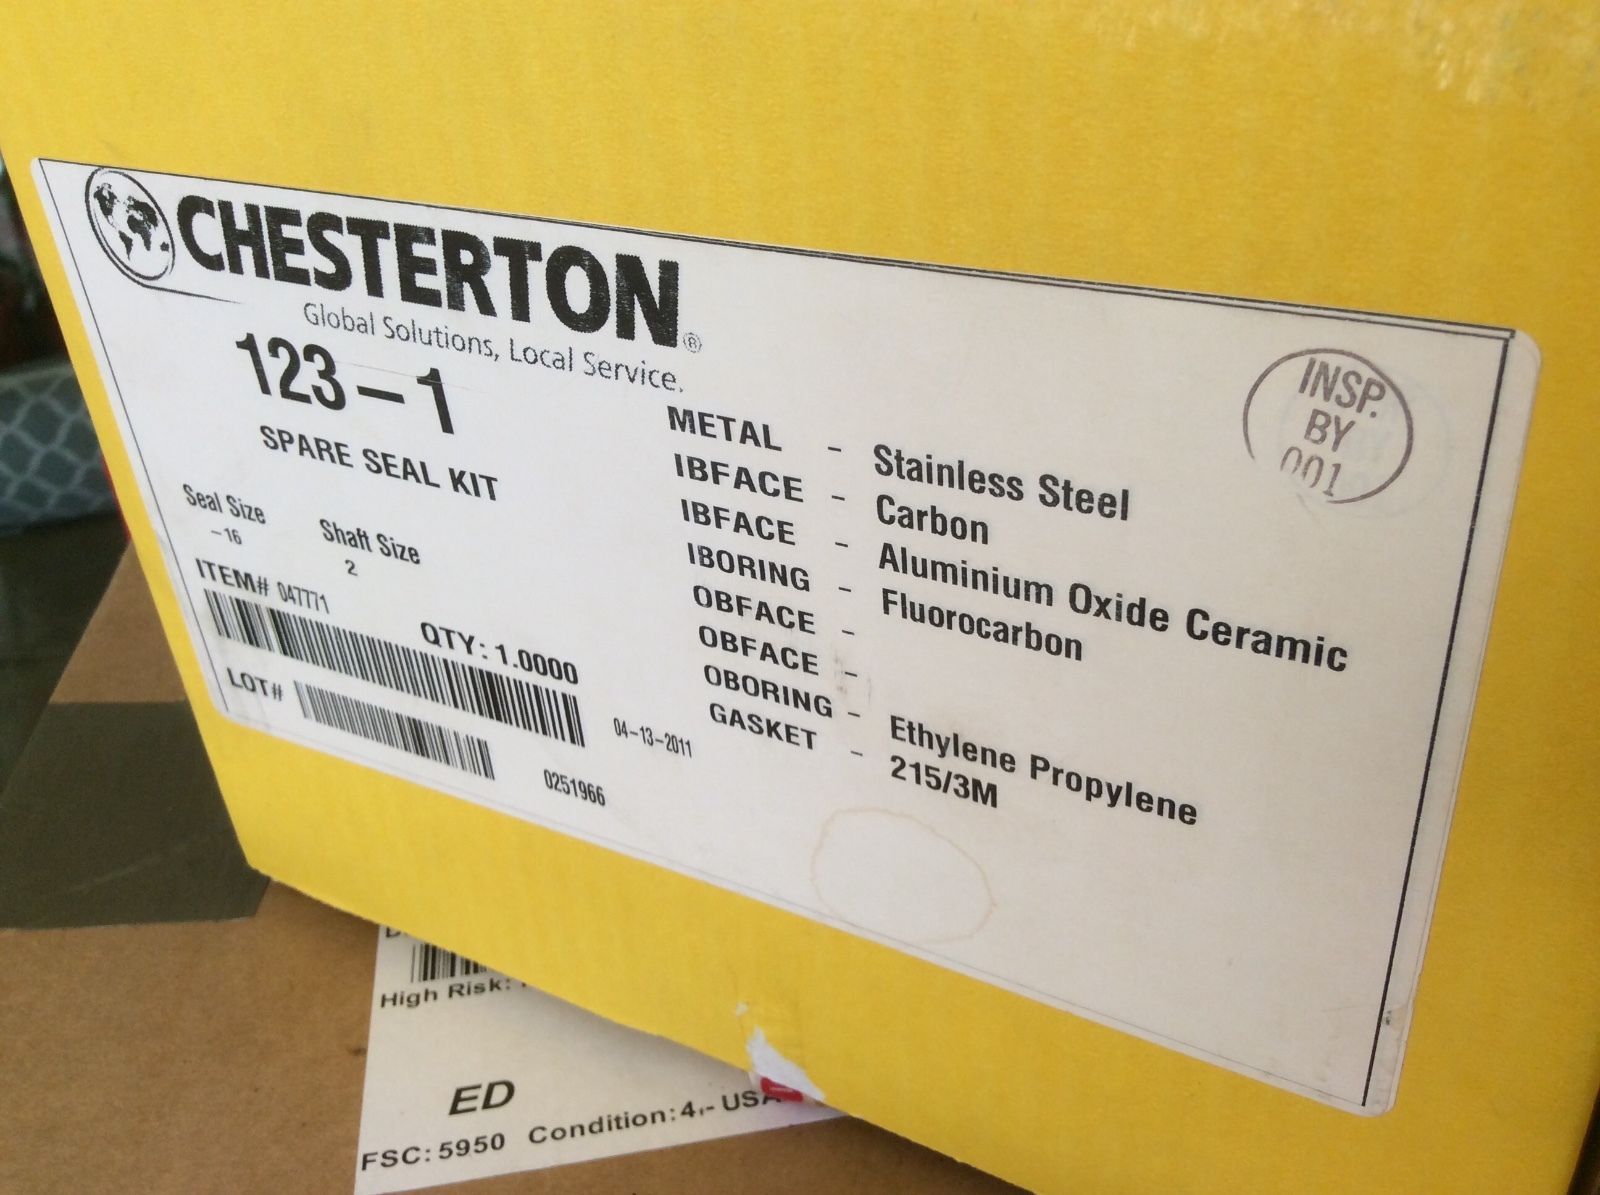 CHESTERTON®
Global Solutions, Local Service.
123-1
SPARE SEAL KIT
Seal Size Shaft Size
-16 2
ITEM# 047771
QTY: 1.0000
LOT#
04-13-2011
0251966
METAL - Stainless Steel
IBFACE - Carbon
IBFACE - Aluminium Oxide Ceramic
IBORING - Fluorocarbon
OBFACE -
OBFACE -
OBORING - Ethylene Propylene
GASKET - 215/3M
INSP.
BY
001
High Risk:
ED
FSC: 5950 Condition: 4,- USA